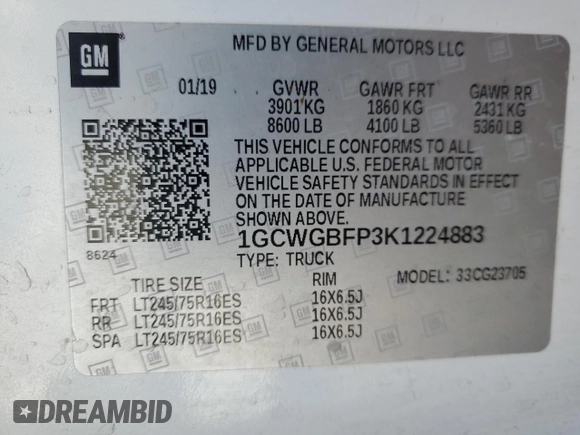 GM
MFD BY GENERAL MOTORS LLC
01/19 GVWR GAWR FRT GAWR RR
3901 KG 1860 KG 2431 KG
8600 LB 4100 LB 5360 LB
THIS VEHICLE CONFORMS TO ALL
APPLICABLE U.S. FEDERAL MOTOR
VEHICLE SAFETY STANDARDS IN EFFECT
ON THE DATE OF MANUFACTURE
SHOWN ABOVE.
8624
1GCWGBFP3K1224883
TYPE: TRUCK MODEL: 33CG23705
TIRE SIZE RIM
FRT LT245/75R16ES 16X6.5J
RR LT245/75R16ES 16X6.5J
SPA LT245/75R16ES 16X6.5J
DREAMBID